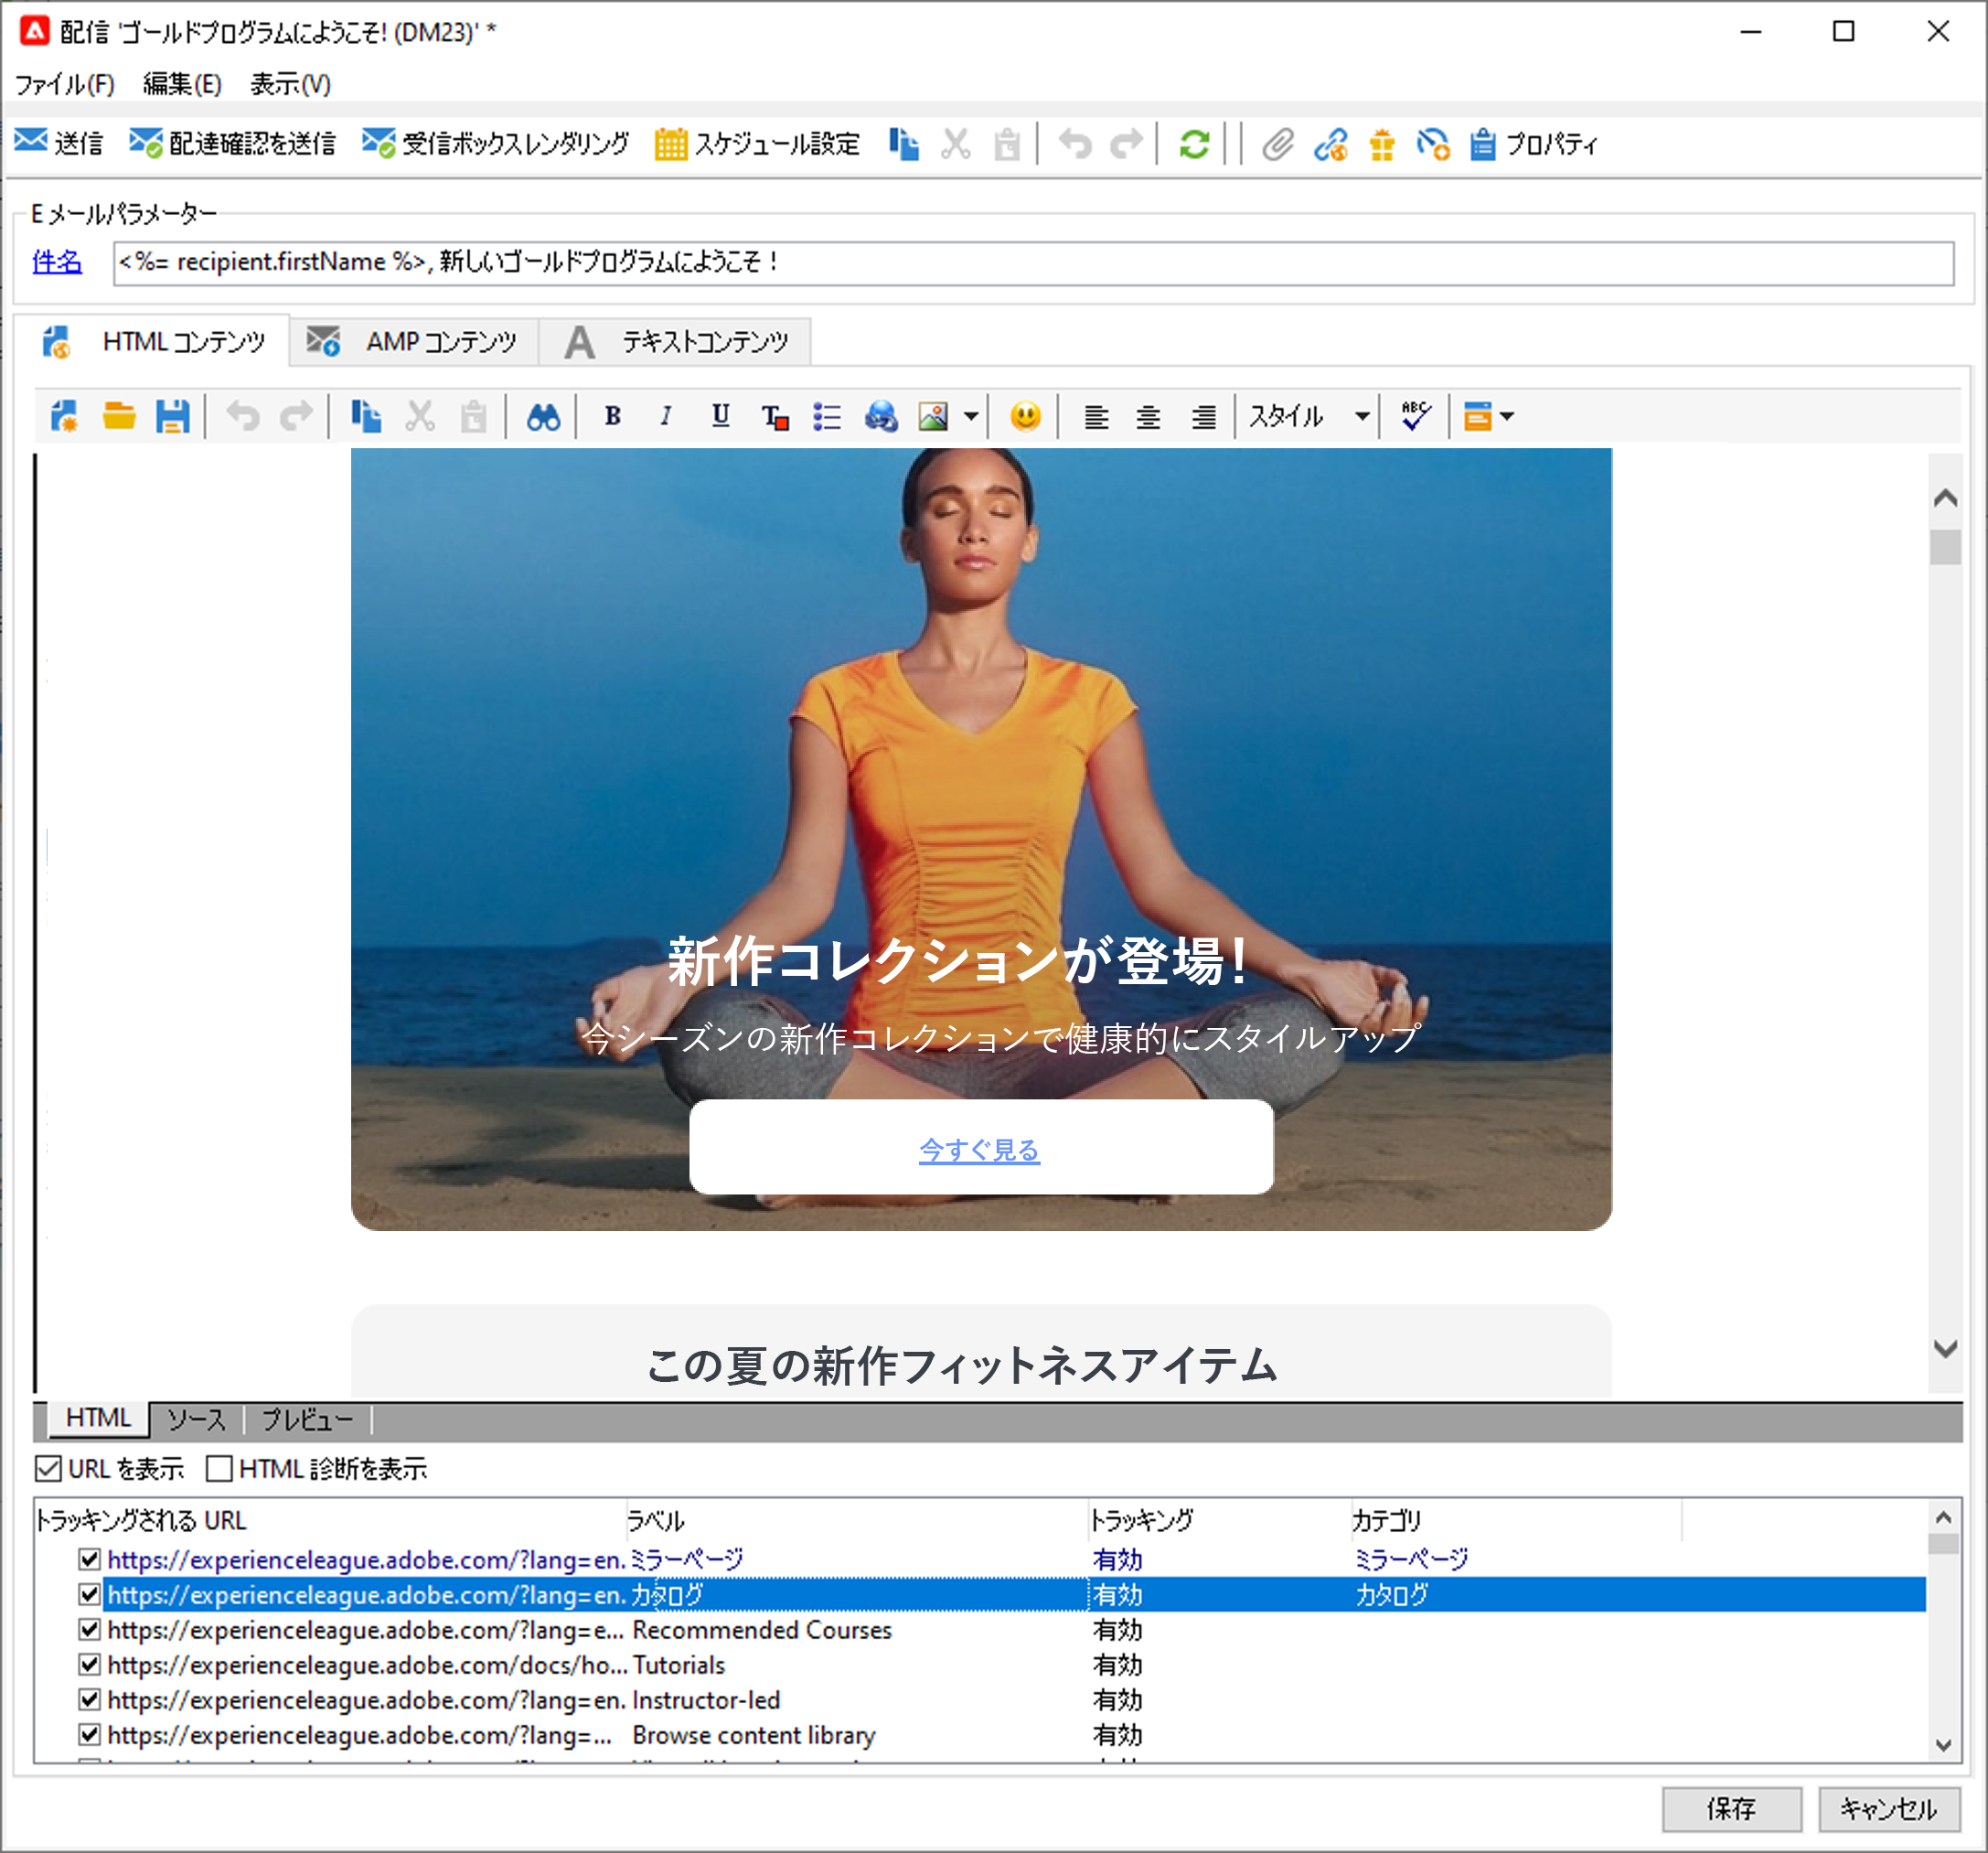 配信 'ゴールドプログラムにようこそ! (DM23)' *
ファイル(F) 編集(E) 表示(V)
送信 配達確認を送信 受信ボックスレンダリング スケジュール設定 プロパティ
E メールパラメーター
件名 <%= recipient.firstName %>, 新しいゴールドプログラムにようこそ！
HTML コンテンツ AMP コンテンツ テキストコンテンツ
B I U T スタイル ABC
新作コレクションが登場！
今シーズンの新作コレクションで健康的にスタイルアップ
今すぐ見る
この夏の新作フィットネスアイテム
HTML ソース プレビュー
URL を表示 HTML 診断を表示
トラッキングされる URL ラベル トラッキング カテゴリ
https://experienceleague.adobe.com/?lang=en. ミラーページ 有効 ミラーページ
https://experienceleague.adobe.com/?lang=en. カタログ 有効 カタログ
https://experienceleague.adobe.com/?lang=e... Recommended Courses 有効
https://experienceleague.adobe.com/docs/ho... Tutorials 有効
https://experienceleague.adobe.com/?lang=en. Instructor-led 有効
https://experienceleague.adobe.com/?lang=... Browse content library 有効
保存 キャンセル